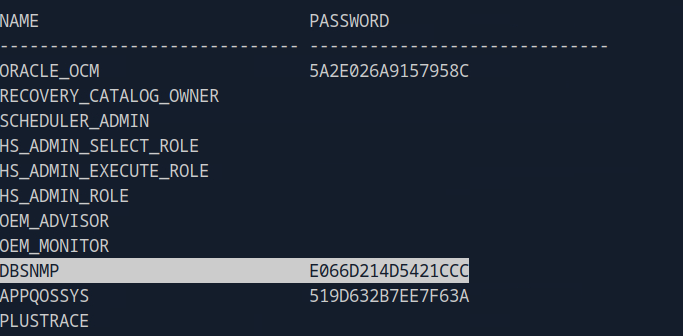 NAME                           PASSWORD
------------------------------ ------------------------------
ORACLE_OCM                     5A2E026A9157958C
RECOVERY_CATALOG_OWNER
SCHEDULER_ADMIN
HS_ADMIN_SELECT_ROLE
HS_ADMIN_EXECUTE_ROLE
HS_ADMIN_ROLE
OEM_ADVISOR
OEM_MONITOR
DBSNMP                         E066D214D5421CCC
APPQOSSYS                      519D632B7EE7F63A
PLUSTRACE